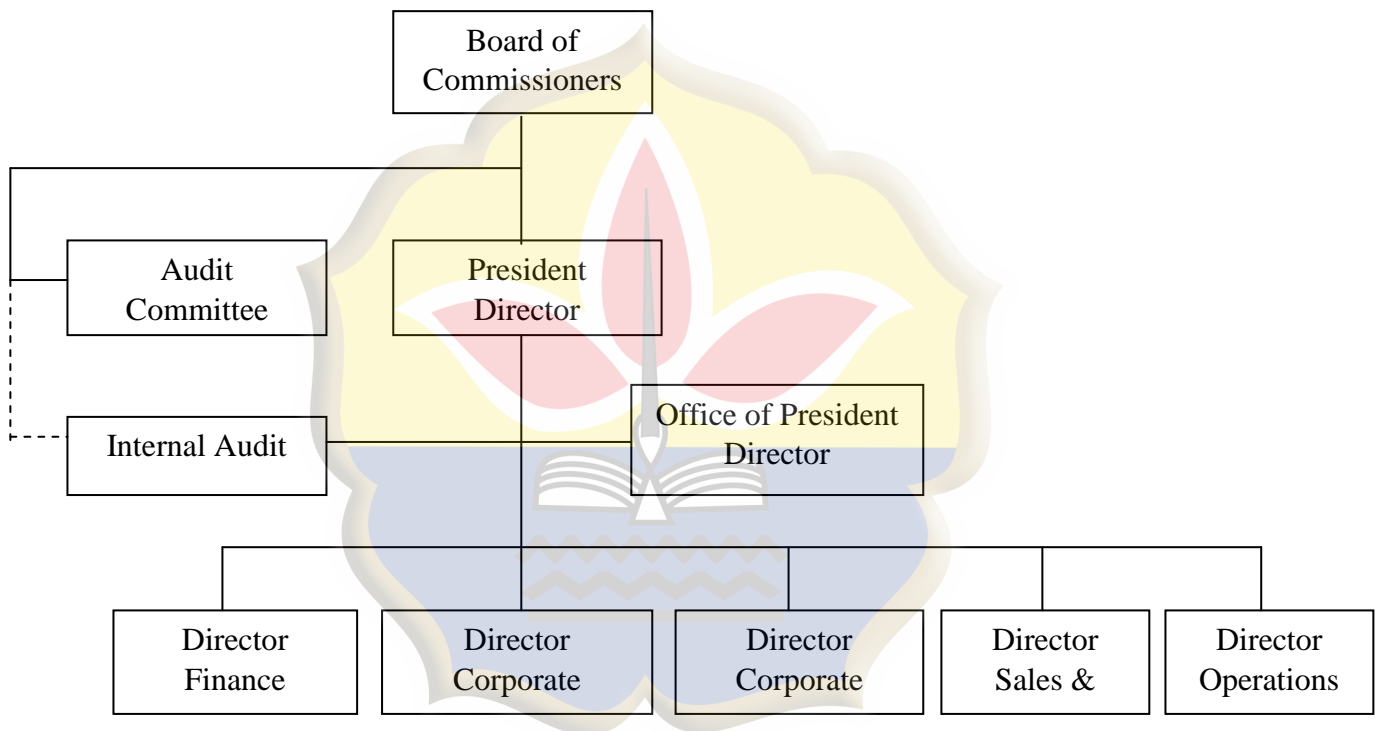 Board of
Commissioners
Audit
Committee
President
Director
Internal Audit
Office of President
Director
Director
Finance
Director
Corporate
Director
Corporate
Director
Sales &
Director
Operations